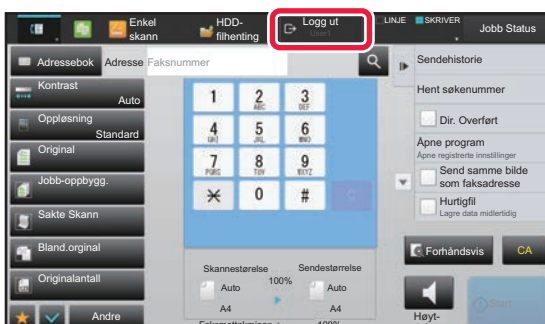 Enkel
skann
HDD-
filhenting
Logg ut
User1
LINJE
SKRIVER
Jobb Status
Adressebok
Adresse
Faksnummer
Sendehistorie
Kontrast
Auto
Hent søkenummer
Oppløsning
Standard
Dir. Overført
Original
Åpne program
Åpne registrerte innstillinger
Jobb-oppbygg.
Send samme bilde
som faksadresse
Sakte Skann
Hurtigfil
Lagre data midlertidig
Bland.orginal
Forhåndsvis
CA
Originalantall
Andre
1
2
ABC
3
DEF
4
GHI
5
JKL
6
MNO
7
PQRS
8
TUV
9
WXYZ
0
#
C
Skannestørelse
100%
Sendestørrelse
Auto
A4
Auto
A4
100%
Høyt-
Start